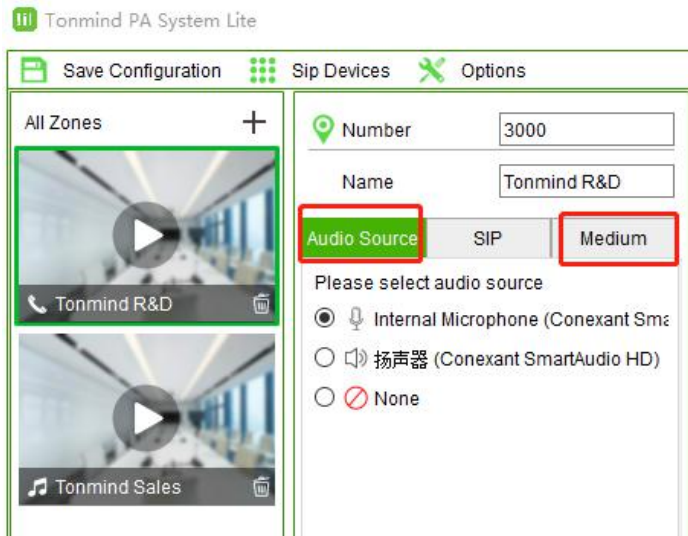 Tonmind PA System Lite
Save Configuration Sip Devices Options
All Zones
Tonmind R&D
Tonmind Sales
Number 3000
Name Tonmind R&D
Audio Source SIP Medium
Please select audio source
Internal Microphone (Conexant Sma
扬声器 (Conexant SmartAudio HD)
None